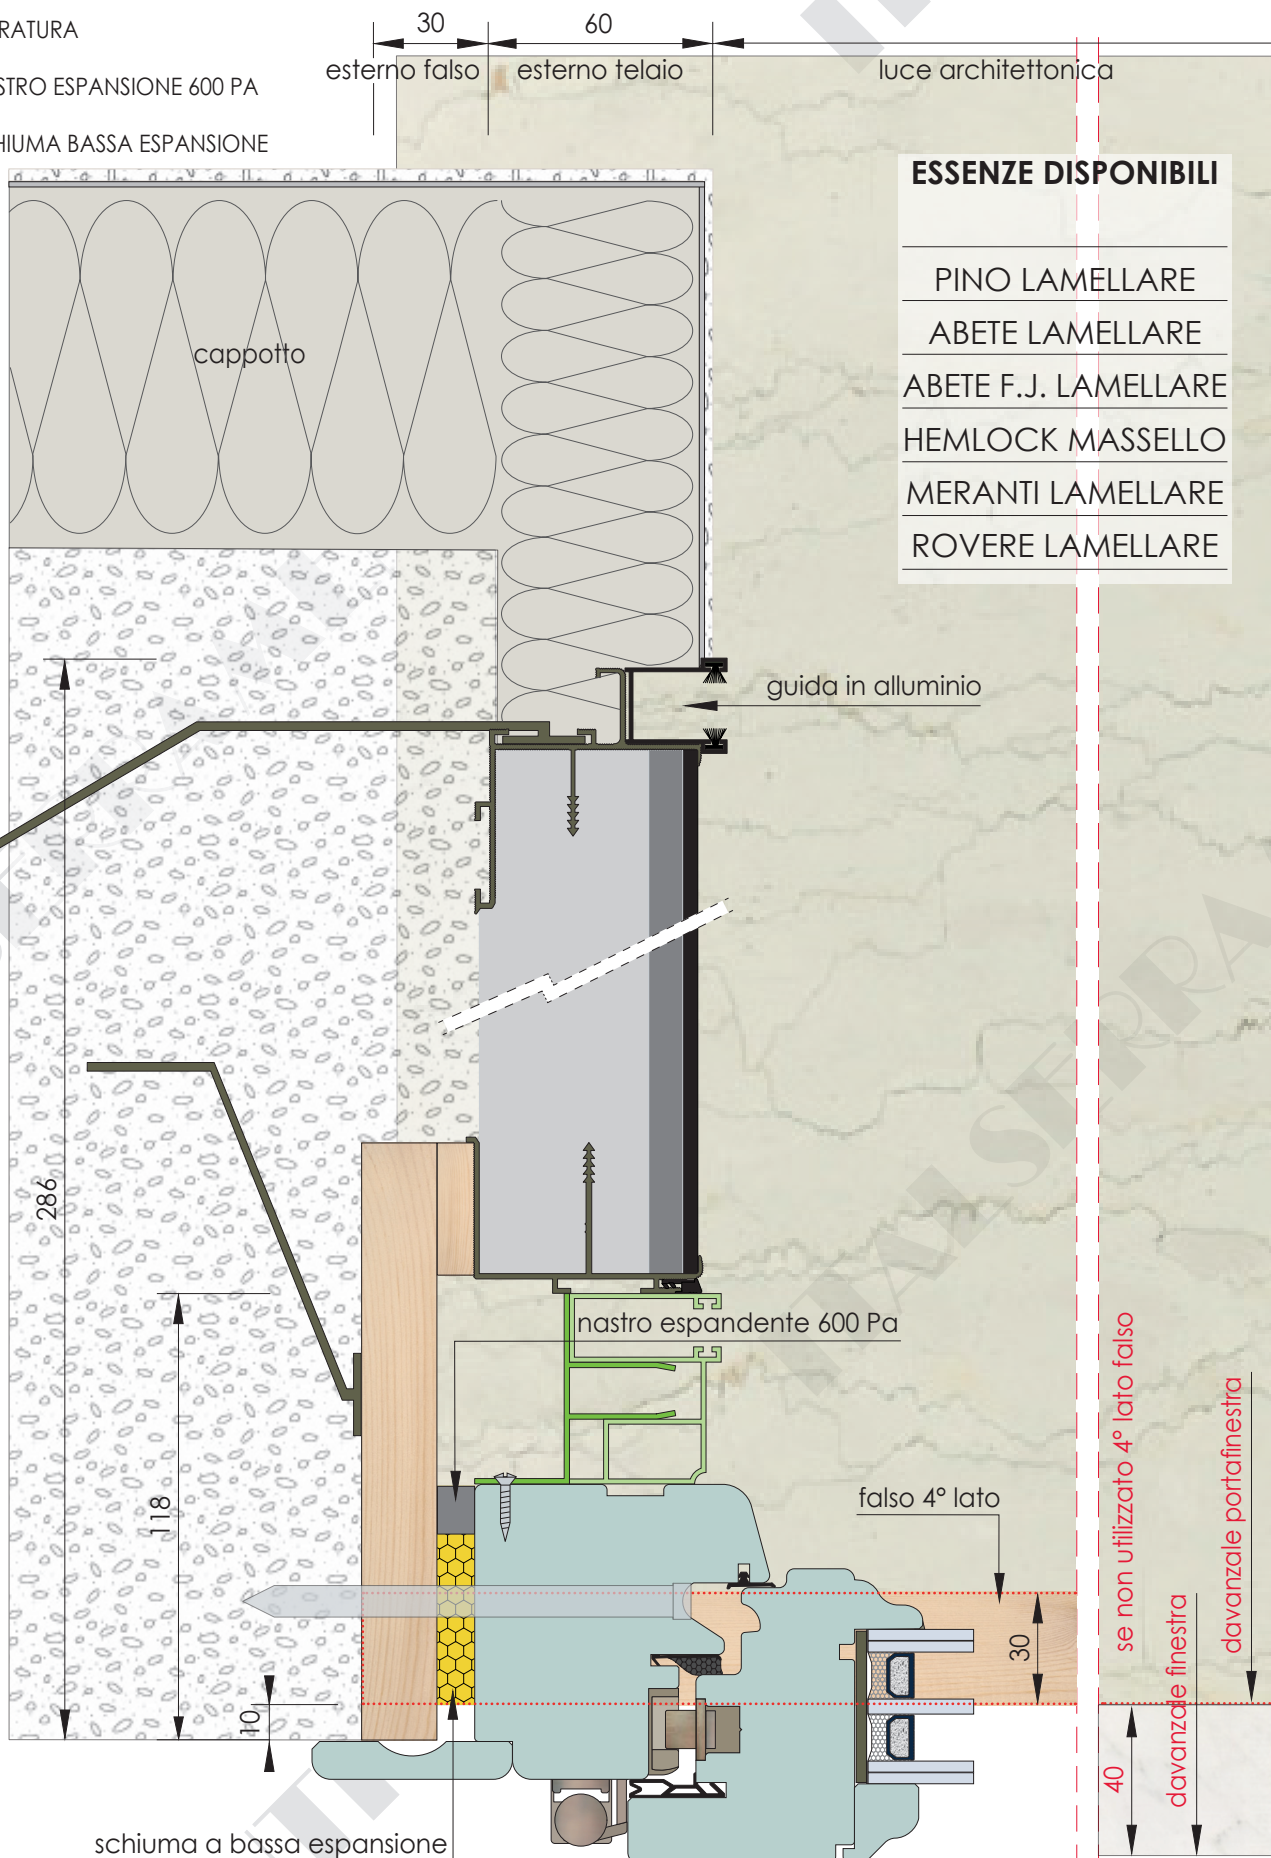 RATURA
STRO ESPANSIONE 600 PA
HIUMA BASSA ESPANSIONE
30
60
esterno falso
esterno telaio
luce architettonica
ESSENZE DISPONIBILI
PINO LAMELLARE
ABETE LAMELLARE
ABETE F.J. LAMELLARE
HEMLOCK MASSELLO
MERANTI LAMELLARE
ROVERE LAMELLARE
cappotto
guida in alluminio
286
nastro espandente 600 Pa
118
falso 4° lato
se non utilizzato 4° lato falso
davanzale portafinestra
davanzale finestra
30
10
40
schiuma a bassa espansione
ITALSERRA